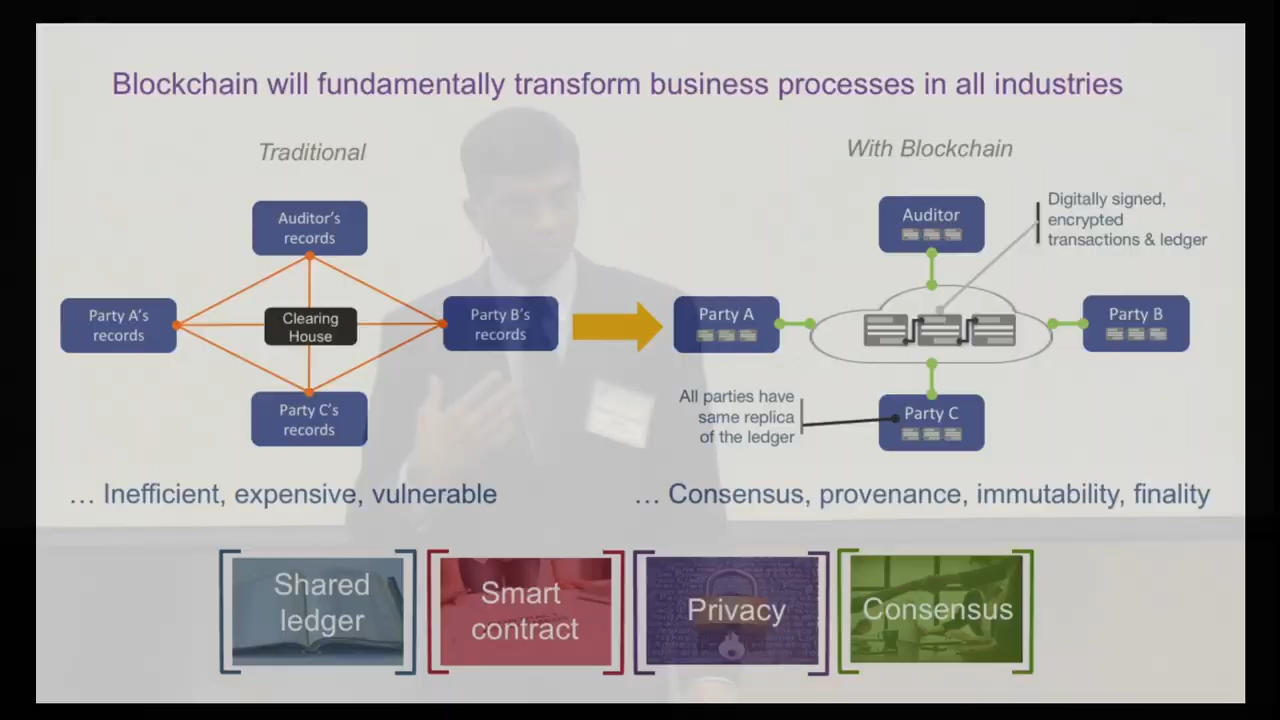 Blockchain will fundamentally transform business processes in all industries
Traditional
With Blockchain
Auditor's
records
Party A's
records
Clearing
House
Party B's
records
Party C's
records
Auditor
Digitally signed,
encrypted
transactions & ledger
Party A
Party B
All parties have
same replica
of the ledger
Party C
… Inefficient, expensive, vulnerable
… Consensus, provenance, immutability, finality
Shared
ledger
Smart
contract
Privacy
Consensus